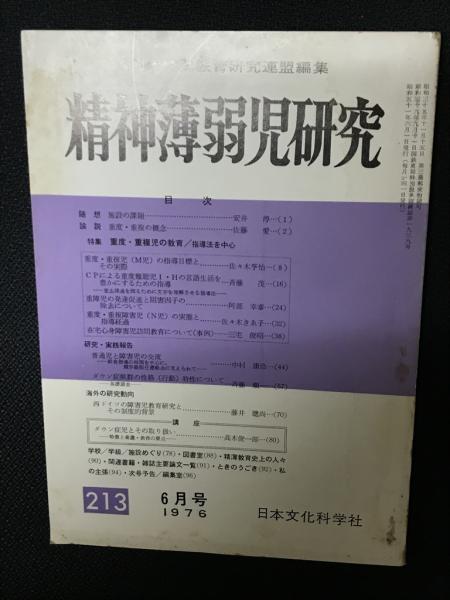 教育研究連盟編集
精神薄弱児研究
目次
随想 施設の課題……安井 淳…(1)
論説 重度・重複の概念……佐藤 愛…(2)
特集 重度・重複児の教育/指導法を中心
重度・重複児(M児)の指導目標と
その実際……佐々木亨怡…(8)
CPによる重度難聴児I・Hの言語生活を
豊かにするための指導……斉藤 茂…(16)
重障児の発達促進と阻害因子の
除去について……阿部 幸泰…(24)
重度・重複障害児(N児)の実態と
指導経過……佐々木きゑ子…(32)
在宅心身障害児訪問教育について(事例)…三宅 俊昭…(38)
研究・実践報告
普通児と障害児の交流
中村 康治…(44)
ダウン症候群の性格(行動)特性について
(57)
海外の研究動向
西ドイツの障害児教育研究と
その制度的背景……藤井 聰尚…(70)
講座
ダウン症児とその取り扱い
高木俊一郎…(80)
学校/学級/施設めぐり(78)・図書室(88)・精薄教育史上の人々
(90)・関連書籍・雑誌主要論文一覧(91)・ときのうごき(92)・私
の主張(94)・次号予告/編集室(96)
213
6月号
1976
日本文化科学社